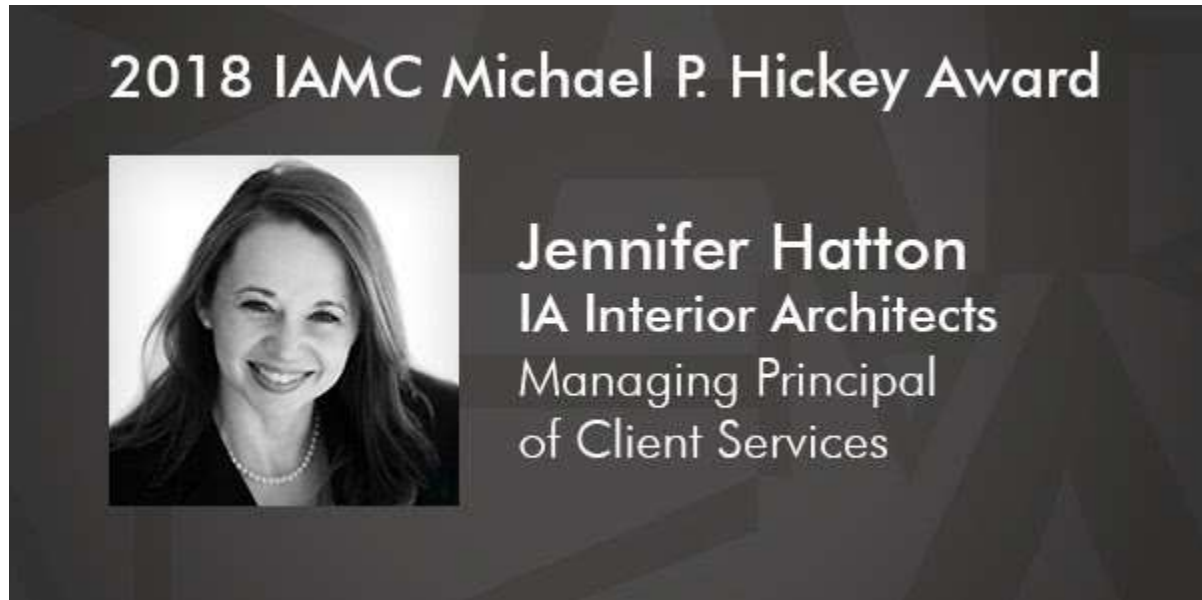 2018 IAMC Michael P. Hickey Award
Jennifer Hatton
IA Interior Architects
Managing Principal
of Client Services